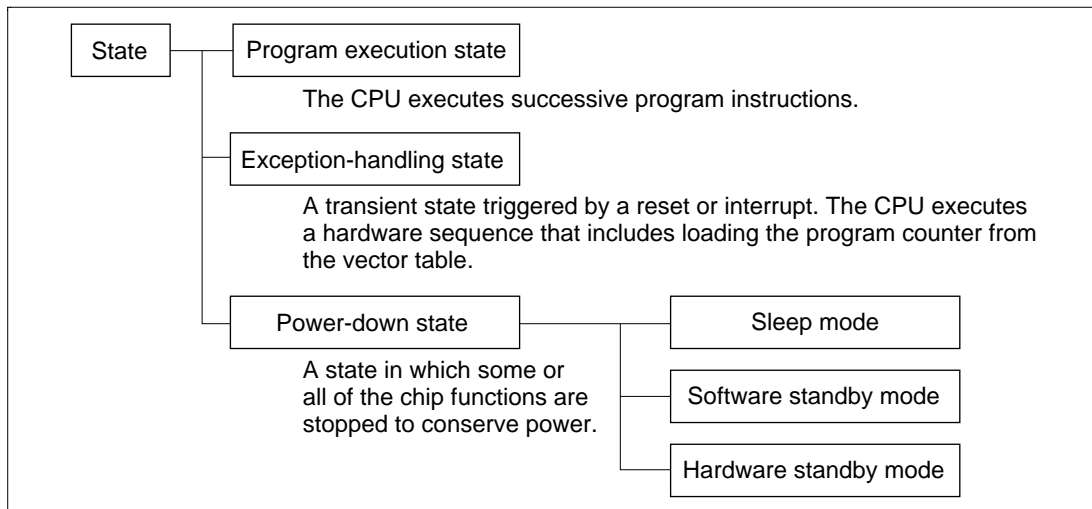 State
Program execution state
The CPU executes successive program instructions.
Exception-handling state
A transient state triggered by a reset or interrupt. The CPU executes
a hardware sequence that includes loading the program counter from
the vector table.
Power-down state
Sleep mode
A state in which some or
all of the chip functions are
stopped to conserve power.
Software standby mode
Hardware standby mode